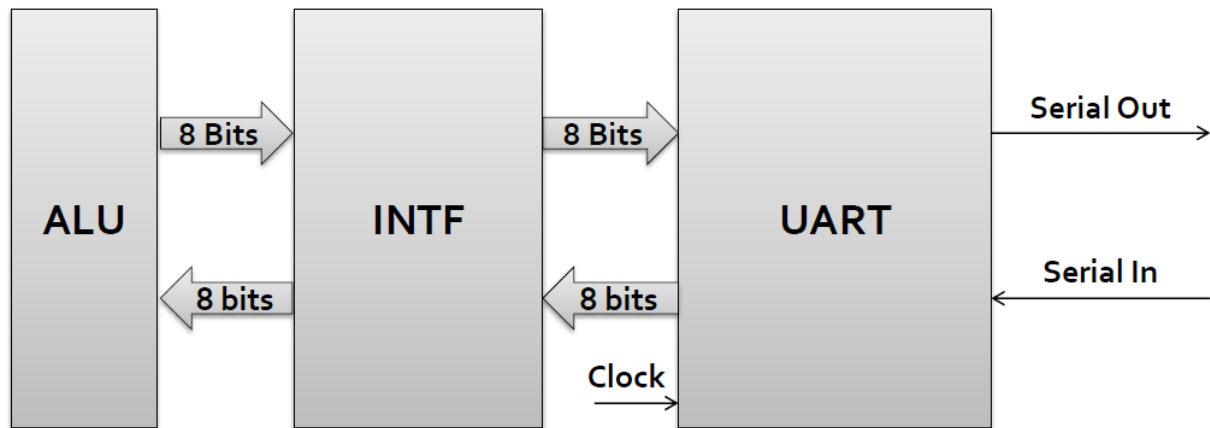 ALU
8 Bits
INTF
8 Bits
UART
Serial Out
8 bits
8 bits
Serial In
Clock